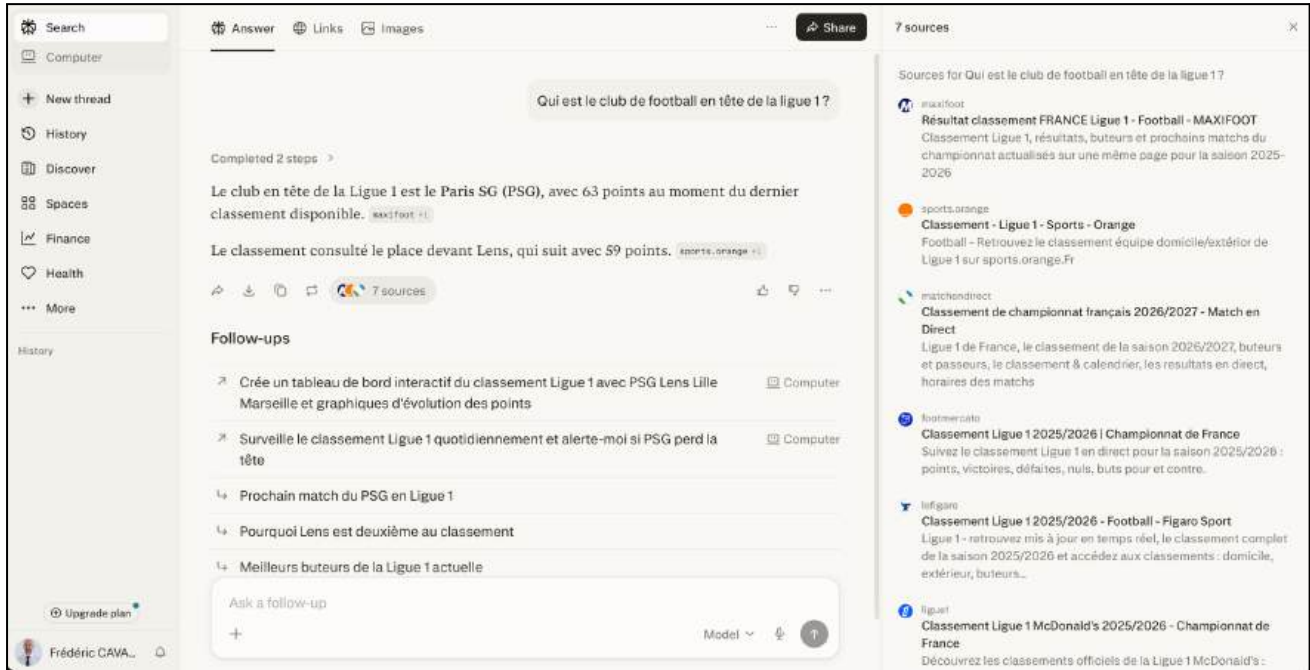 Search
Computer
New thread
History
Discover
Spaces
Finance
Health
More
History
Upgrade plan
Frédéric CAVA...
Answer
Links
Images
Share
Qui est le club de football en tête de la ligue 1 ?
Completed 2 steps
Le club en tête de la Ligue 1 est le Paris SG (PSG), avec 63 points au moment du dernier
classement disponible. maxifoot +1
Le classement consulté le place devant Lens, qui suit avec 59 points. sports.orange +1
7 sources
Follow-ups
Crée un tableau de bord interactif du classement Ligue 1 avec PSG Lens Lille
Marseille et graphiques d'évolution des points
Computer
Surveille le classement Ligue 1 quotidiennement et alerte-moi si PSG perd la
tête
Computer
Prochain match du PSG en Ligue 1
Pourquoi Lens est deuxième au classement
Meilleurs buteurs de la Ligue 1 actuelle
Ask a follow-up
Model
7 sources
Sources for Qui est le club de football en tête de la ligue 1 ?
maxifoot
Résultat classement FRANCE Ligue 1 - Football - MAXIFOOT
Classement Ligue 1, résultats, buteurs et prochains matchs du
championnat actualisés sur une même page pour la saison 2025-
2026
sports.orange
Classement - Ligue 1 - Sports - Orange
Football - Retrouvez le classement équipe domicile/extérior de
Ligue 1 sur sports.orange.Fr
matchendirect
Classement de championnat français 2026/2027 - Match en
Direct
Ligue 1 de France, le classement de la saison 2026/2027, buteurs
et passeurs, le classement & calendrier, les resultats en direct,
horaires des matchs
footmercato
Classement Ligue 1 2025/2026 | Championnat de France
Suivez le classement Ligue 1 en direct pour la saison 2025/2026 :
points, victoires, défaites, nuls, buts pour et contre.
lefigaro
Classement Ligue 1 2025/2026 - Football - Figaro Sport
Ligue 1 - retrouvez mis à jour en temps réel, le classement complet
de la saison 2025/2026 et accédez aux classements : domicile,
extérieur, buteurs...
ligue1
Classement Ligue 1 McDonald's 2025/2026 - Championnat de
France
Découvrez les classements officiels de la Ligue 1 McDonald's :